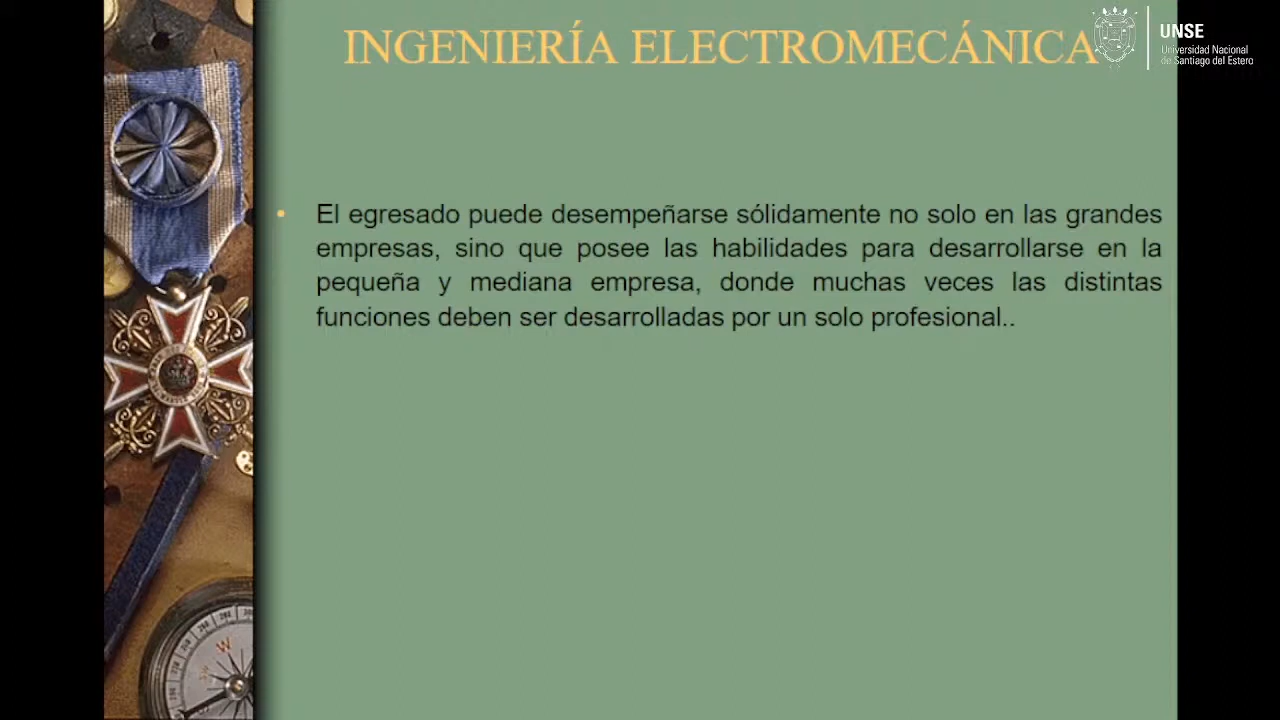 INGENIERÍA ELECTROMECÁNICA
UNSE
Universidad Nacional
de Santiago del Estero
• El egresado puede desempeñarse sólidamente no solo en las grandes
empresas, sino que posee las habilidades para desarrollarse en la
pequeña y mediana empresa, donde muchas veces las distintas
funciones deben ser desarrolladas por un solo profesional..
W